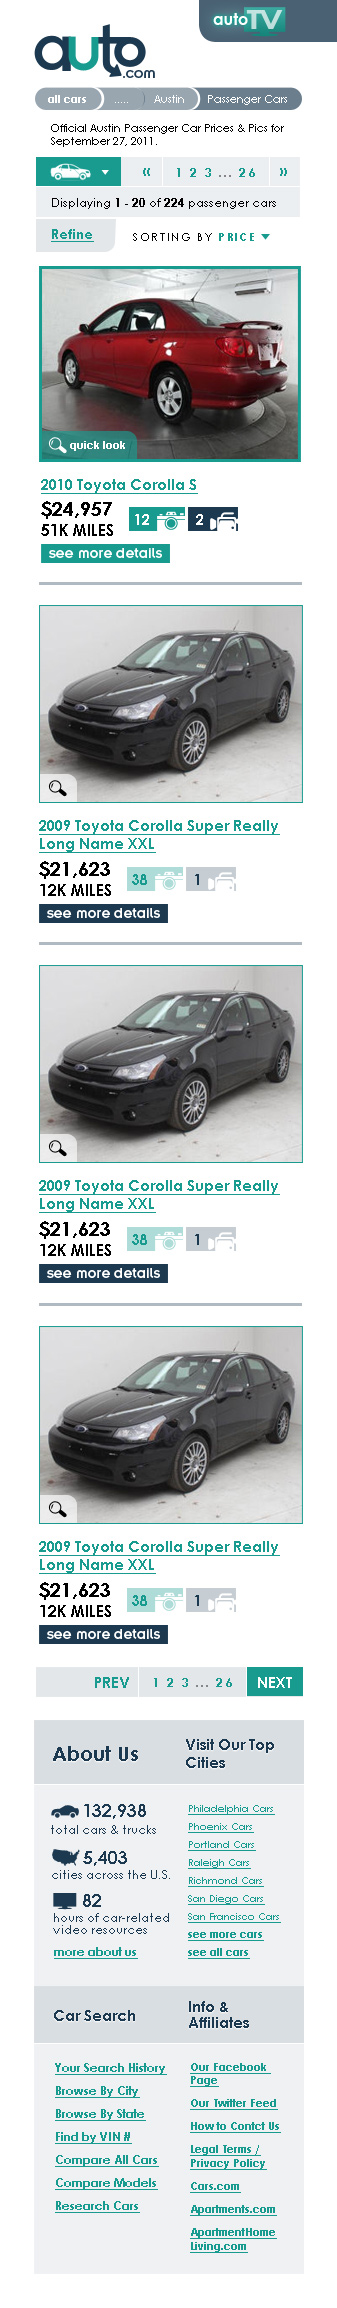 autoTV
auto
.com
all cars ..... Austin Passenger Cars
Official Austin Passenger Car Prices & Pics for
September 27, 2011.
« 1 2 3 ... 26 »
Displaying 1 - 20 of 224 passenger cars
Refine SORTING BY PRICE
quick look
2010 Toyota Corolla S
$24,957
51K MILES
12 2
see more details
2009 Toyota Corolla Super Really
Long Name XXL
$21,623
12K MILES
38 1
see more details
2009 Toyota Corolla Super Really
Long Name XXL
$21,623
12K MILES
38 1
see more details
2009 Toyota Corolla Super Really
Long Name XXL
$21,623
12K MILES
38 1
see more details
PREV 1 2 3 ... 26 NEXT
About Us
132,938
total cars & trucks
5,403
cities across the U.S.
82
hours of car-related
video resources
more about us
Visit Our Top
Cities
Philadelphia Cars
Phoenix Cars
Portland Cars
Raleigh Cars
Richmond Cars
San Diego Cars
San Francisco Cars
see more cars
see all cars
Car Search
Your Search History
Browse By City
Browse By State
Find by VIN #
Compare All Cars
Compare Models
Research Cars
Info &
Affiliates
Our Facebook
Page
Our Twitter Feed
How to Contct Us
Legal Terms /
Privacy Policy
Cars.com
Apartments.com
ApartmentHome
Living.com